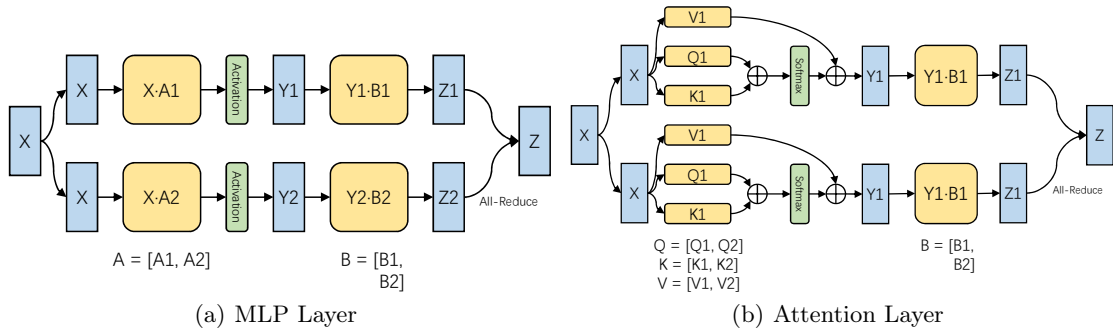 X
X
X·A1
Activation
Y1
Y1·B1
Z1
X
X·A2
Activation
Y2
Y2·B2
Z2
Z
All-Reduce
A = [A1, A2]
B = [B1,
B2]
(a) MLP Layer
X
X
V1
Q1
K1
Softmax
Y1
Y1·B1
Z1
X
V1
Q1
K1
Softmax
Y1
Y1·B1
Z1
Z
All-Reduce
Q = [Q1, Q2]
K = [K1, K2]
V = [V1, V2]
B = [B1,
B2]
(b) Attention Layer